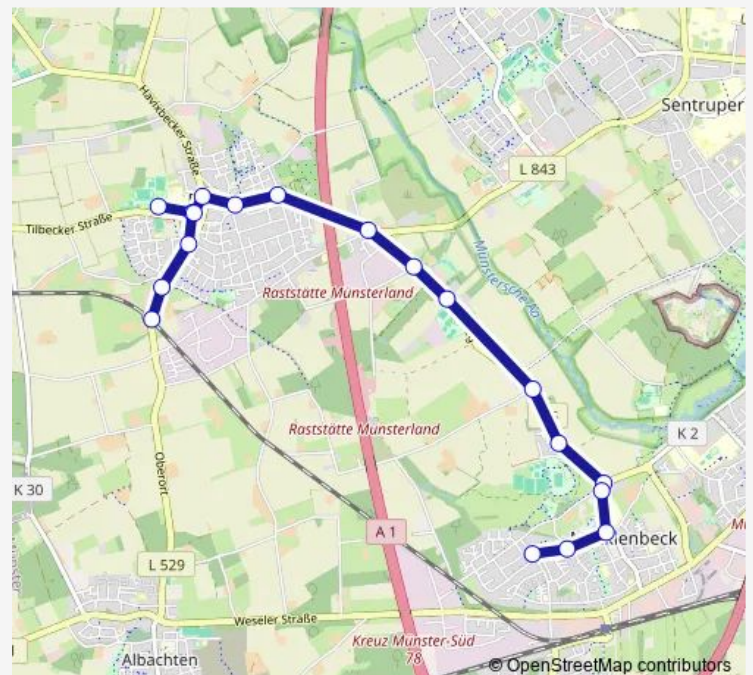 Sentruper
Havixbecker Straße
L 843
Tilbecker Straße
Münstersche Aa
Raststätte Münsterland
Raststätte Münsterland
K 2
K 30
Oberort
A 1
L 529
Weseler Straße
Kreuz Münster-Süd
78
Albachten
© OpenStreetMap contributors